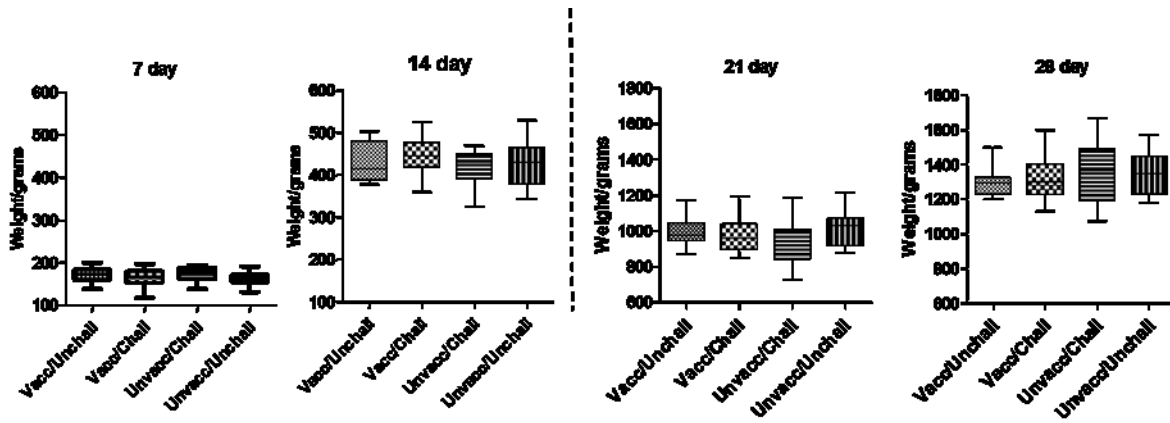 7 day
Weight/grams
600
500
400
300
200
100
Vacc/Unchall
Vacc/Chall
Unvacc/Chall
Unvacc/Unchall
14 day
Weight/grams
600
500
400
300
200
100
Vacc/Unchall
Vacc/Chall
Unvacc/Chall
Unvacc/Unchall
21 day
Weight/grams
1800
1600
1400
1200
1000
800
600
Vacc/Unchall
Vacc/Chall
Unvacc/Chall
Unvacc/Unchall
28 day
Weight/grams
1800
1600
1400
1200
1000
800
600
Vacc/Unchall
Vacc/Chall
Unvacc/Chall
Unvacc/Unchall